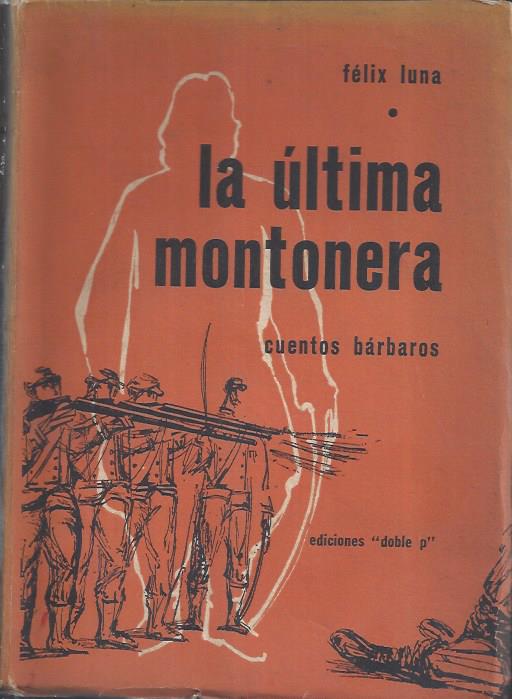 félix luna
la última
montonera
cuentos bárbaros
ediciones "doble p"